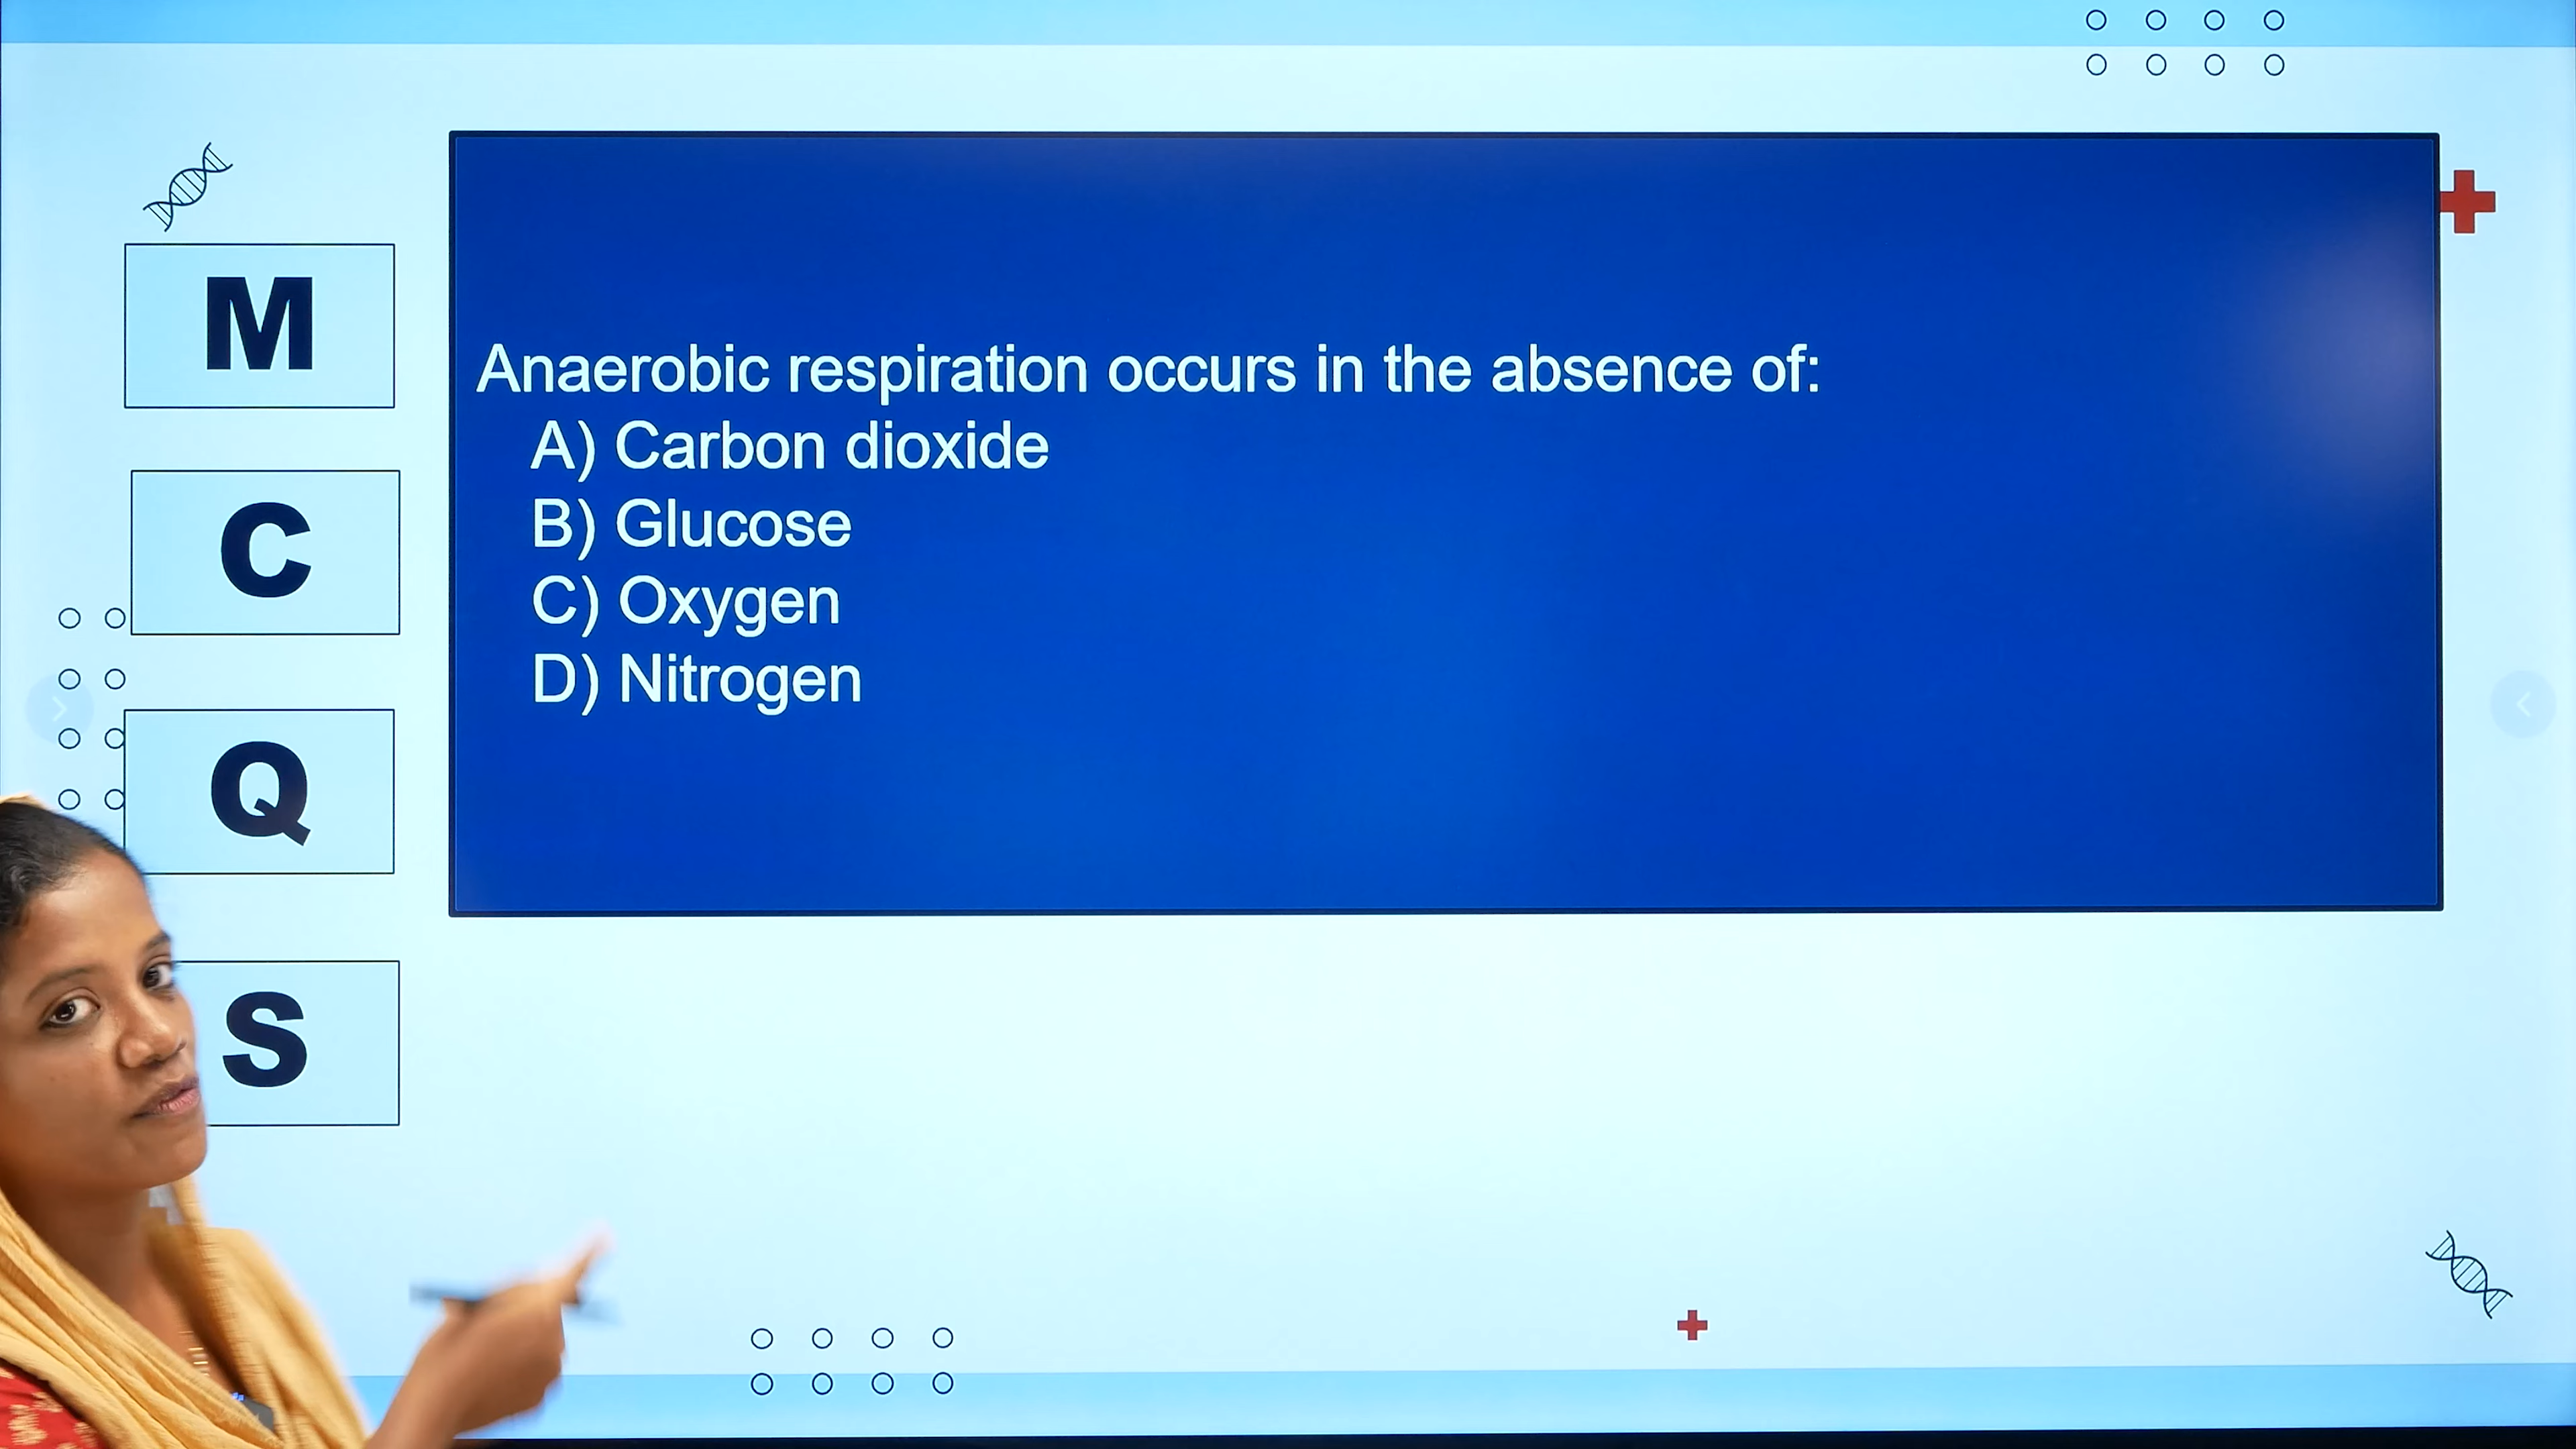 M
C
Q
S
Anaerobic respiration occurs in the absence of:
A) Carbon dioxide
B) Glucose
C) Oxygen
D) Nitrogen